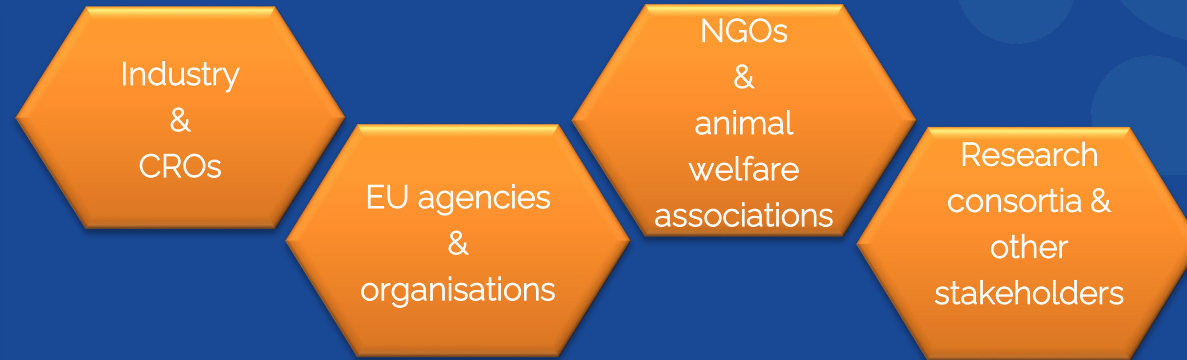 Industry
&
CROs
EU agencies
&
organisations
NGOs
&
animal
welfare
associations
Research
consortia &
other
stakeholders